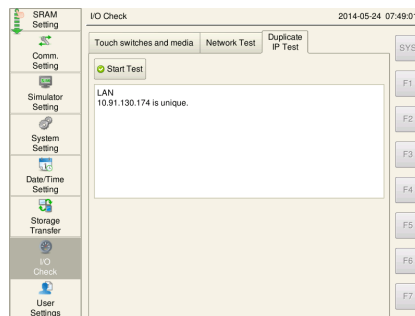 SRAM
Setting
I/O Check
2014-05-24 07:49:01
Comm.
Setting
Simulator
Setting
System
Setting
Date/Time
Setting
Storage
Transfer
I/O
Check
User
Settings
Touch switches and media
Network Test
Duplicate
IP Test
Start Test
LAN
10.91.130.174 is unique.
SYS
F1
F2
F3
F4
F5
F6
F7